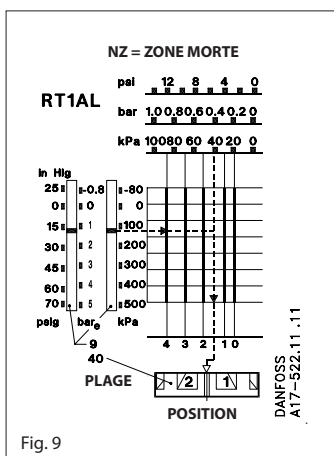 NZ = ZONE MORTE
psi 12 8 4 0
RT1AL
bar 1.0 0.8 0.6 0.4 0.2 0
kPa 100 80 60 40 20 0
in Hg
25 -0.8 -80
0 0 0
15 1 100
30 2 200
45 3 300
60 4 400
70 5 500
psig bare kPa
4 3 2 1 0
9
40
PLAGE 2 1
POSITION
DANFOSS
A17-522.11.11
Fig. 9